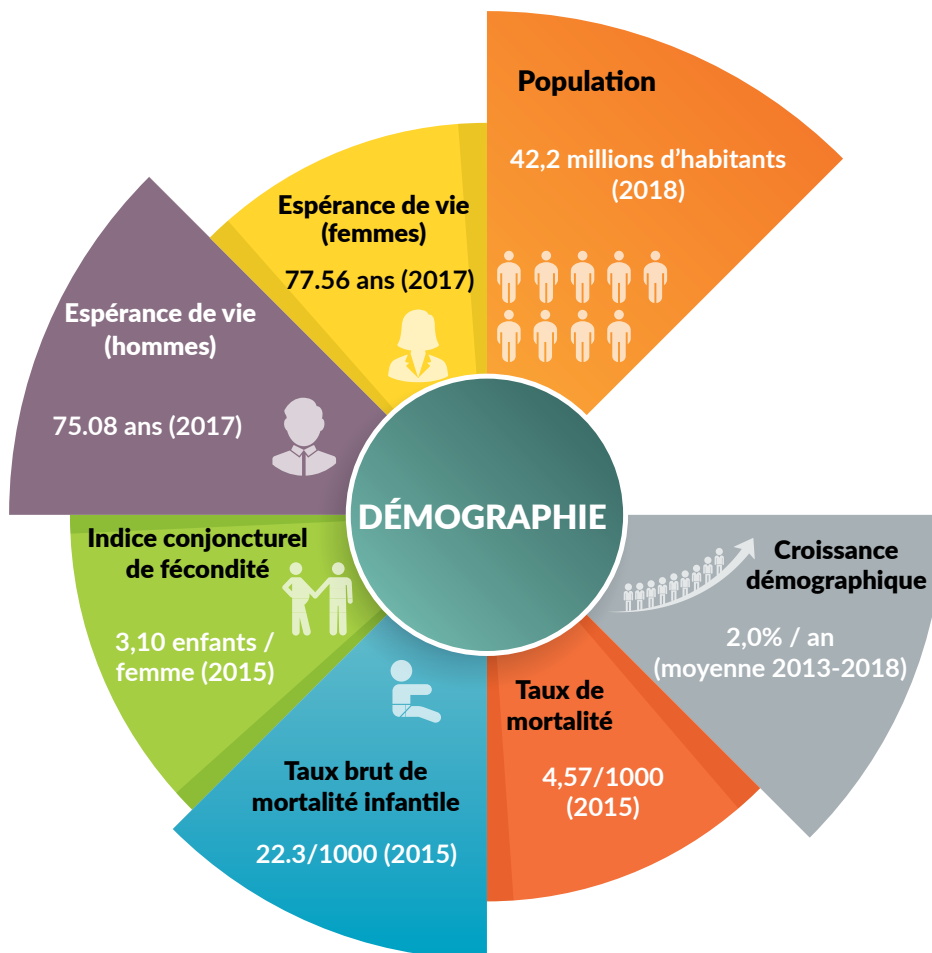 Population
42,2 millions d'habitants
(2018)
Espérance de vie
(femmes)
77.56 ans (2017)
Espérance de vie
(hommes)
75.08 ans (2017)
DÉMOGRAPHIE
Indice conjoncturel
de fécondité
3,10 enfants /
femme (2015)
Croissance
démographique
2,0% / an
(moyenne 2013-2018)
Taux de
mortalité
4,57/1000
(2015)
Taux brut de
mortalité infantile
22.3/1000 (2015)